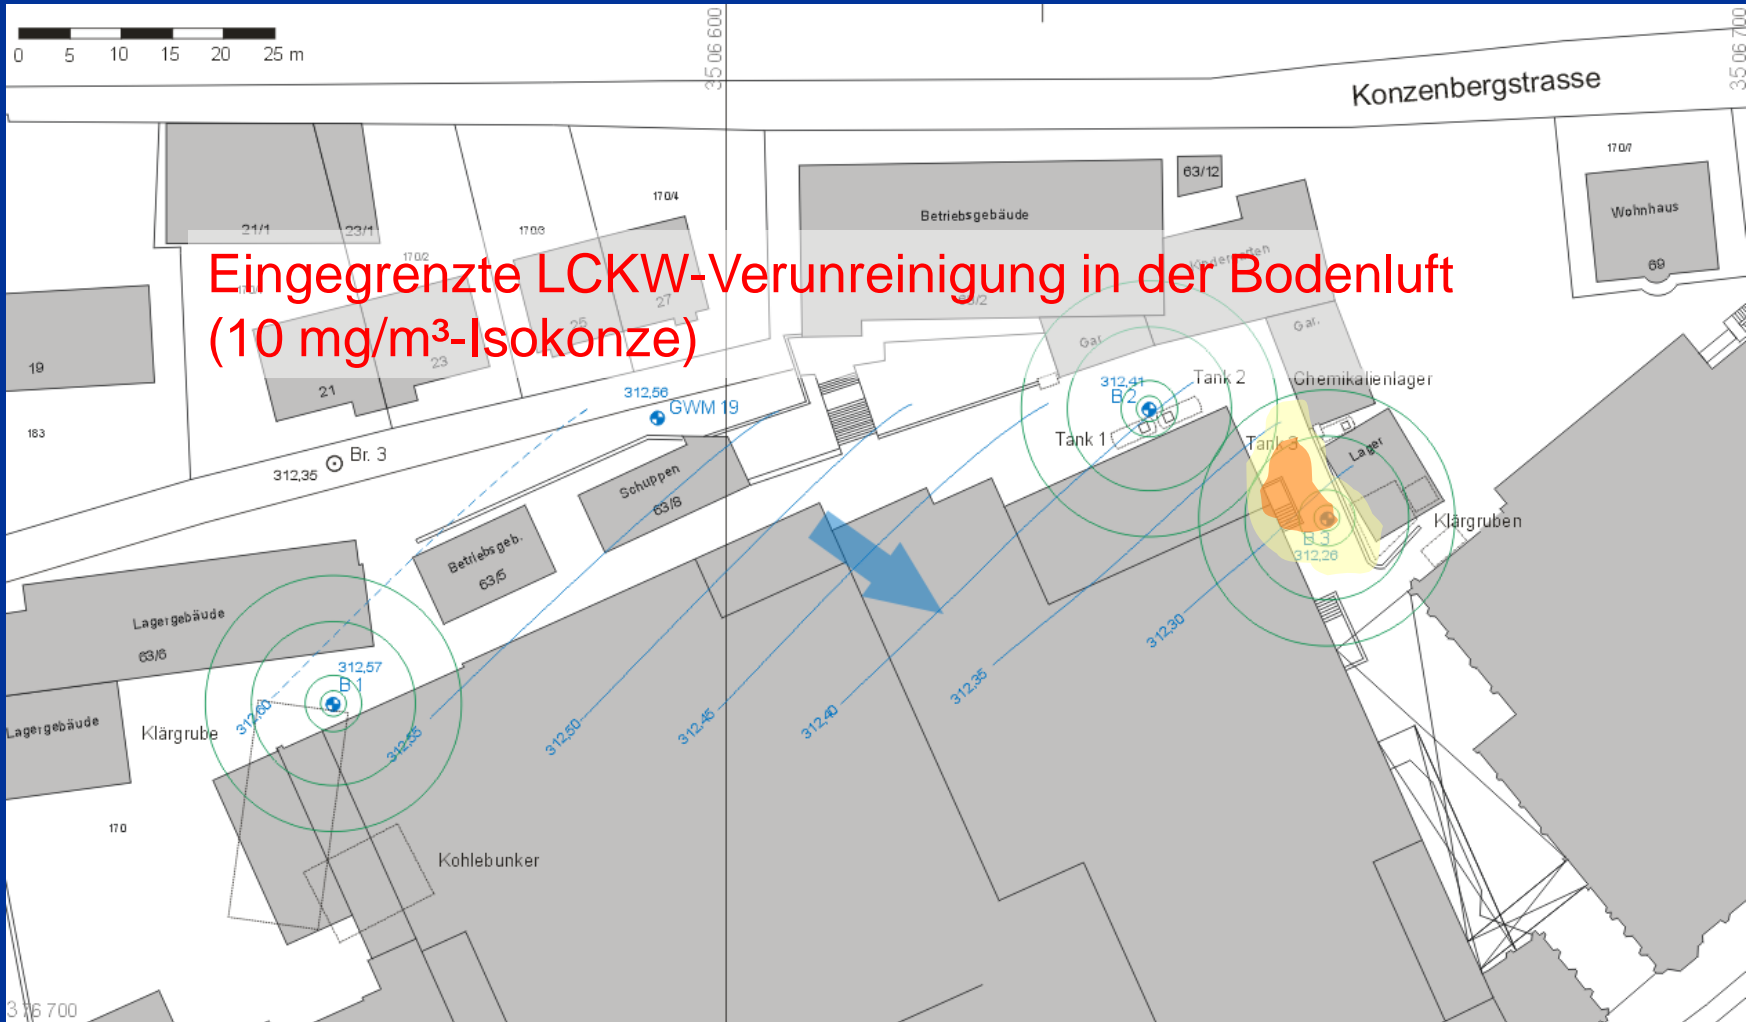 0 5 10 15 20 25 m
35 06 600
35 06 700
Konzenbergstrasse
170/7
Wohnhaus
69
63/12
Betriebsgebäude
63/2
Kindergarten
170/4
170/3
170/2
21/1
23/1
Eingegrenzte LCKW-Verunreinigung in der Bodenluft
(10 mg/m³-Isokonze)
27
25
23
21
19
183
Gar.
Gar.
312,56
GWM 19
Br. 3
312,35
312,41
B 2
Tank 2
Tank 1
Chemikalienlager
Tank 3
Lager
Klärgruben
B 3
312,26
Schuppen
63/8
Betriebsgeb.
63/5
Lagergebäude
63/6
312,57
B 1
Lagergebäude
Klärgrube
312,60
312,55
312,50
312,45
312,40
312,35
312,30
170
Kohlebunker
3 76 700